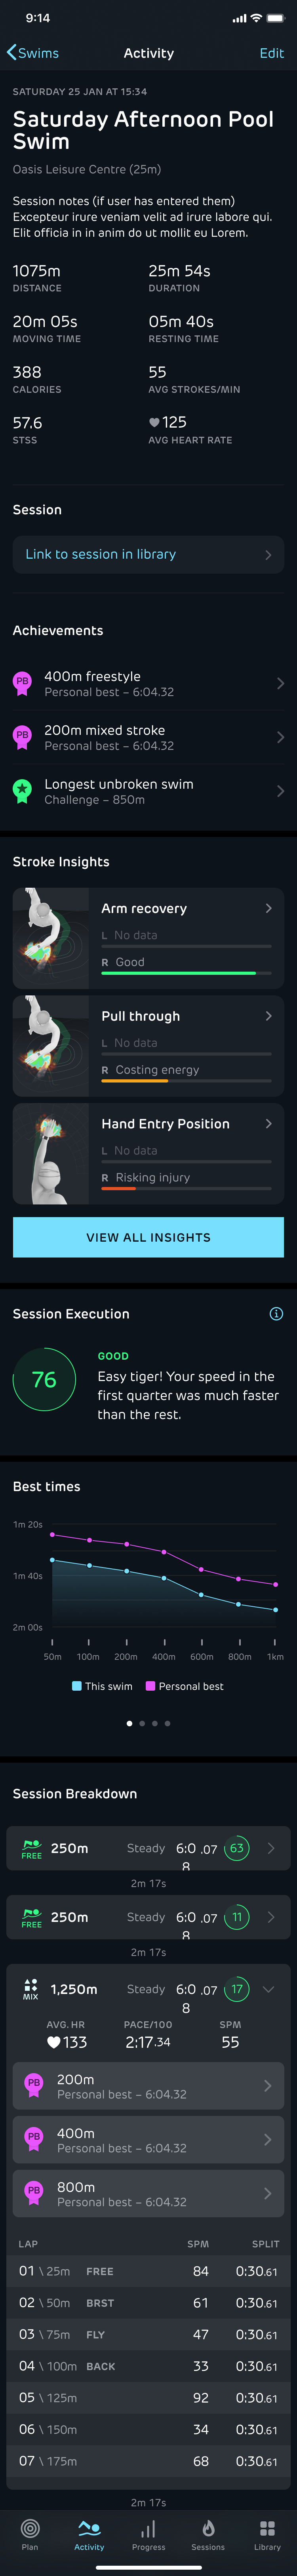 9:14
Swims
Activity
Edit
SATURDAY 25 JAN AT 15:34
Saturday Afternoon Pool
Swim
Oasis Leisure Centre (25m)
Session notes (if user has entered them)
Excepteur irure veniam velit ad irure labore qui.
Elit officia in in anim do ut mollit eu Lorem.
1075m 25m 54s
DISTANCE DURATION
20m 05s 05m 40s
MOVING TIME RESTING TIME
388 55
CALORIES AVG STROKES/MIN
57.6 125
STSS AVG HEART RATE
Session
Link to session in library
Achievements
PB 400m freestyle
Personal best – 6:04.32
PB 200m mixed stroke
Personal best – 6:04.32
Longest unbroken swim
Challenge – 850m
Stroke Insights
Arm recovery
L No data
R Good
Pull through
L No data
R Costing energy
Hand Entry Position
L No data
R Risking injury
VIEW ALL INSIGHTS
Session Execution
76
GOOD
Easy tiger! Your speed in the
first quarter was much faster
than the rest.
Best times
1m 20s
1m 40s
2m 00s
50m 100m 200m 400m 600m 800m 1km
This swim Personal best
Session Breakdown
FREE 250m Steady 6:08.07 63
2m 17s
FREE 250m Steady 6:08.07 11
2m 17s
MIX 1,250m Steady 6:08.07 17
AVG. HR PACE/100 SPM
133 2:17.34 55
PB 200m
Personal best – 6:04.32
PB 400m
Personal best – 6:04.32
PB 800m
Personal best – 6:04.32
LAP SPM SPLIT
01 \ 25m FREE 84 0:30.61
02 \ 50m BRST 61 0:30.61
03 \ 75m FLY 47 0:30.61
04 \ 100m BACK 33 0:30.61
05 \ 125m 92 0:30.61
06 \ 150m 34 0:30.61
07 \ 175m 68 0:30.61
2m 17s
Plan Activity Progress Sessions Library